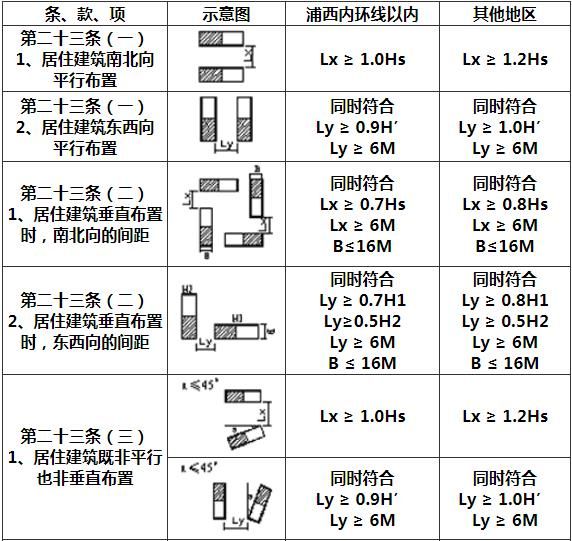 条、款、项
示意图
浦西内环线以内
其他地区
第二十三条(一)
1、居住建筑南北向
平行布置
Lx
Lx ≥ 1.0Hs
Lx ≥ 1.2Hs
第二十三条(一)
2、居住建筑东西向
平行布置
Ly
同时符合
Ly ≥ 0.9H′
Ly ≥ 6M
同时符合
Ly ≥ 1.0H′
Ly ≥ 6M
第二十三条(二)
1、居住建筑垂直布置
时，南北向的间距
B
Lx
Lx
B
同时符合
Lx ≥ 0.7Hs
Lx ≥ 6M
B≤16M
同时符合
Lx ≥ 0.8Hs
Lx ≥ 6M
B≤16M
第二十三条(二)
2、居住建筑垂直布置
时，东西向的间距
H2
H1
Ly
同时符合
Ly ≥ 0.7H1
Ly≥0.5H2
Ly ≥ 6M
B ≤ 16M
同时符合
Ly ≥ 0.8H1
Ly ≥ 0.5H2
Ly ≥ 6M
B ≤ 16M
第二十三条(三)
1、居住建筑既非平行
也非垂直布置
≤45°
Lx
Lx ≥ 1.0Hs
Lx ≥ 1.2Hs
≤45°
Ly
同时符合
Ly ≥ 0.9H′
Ly ≥ 6M
同时符合
Ly ≥ 1.0H′
Ly ≥ 6M